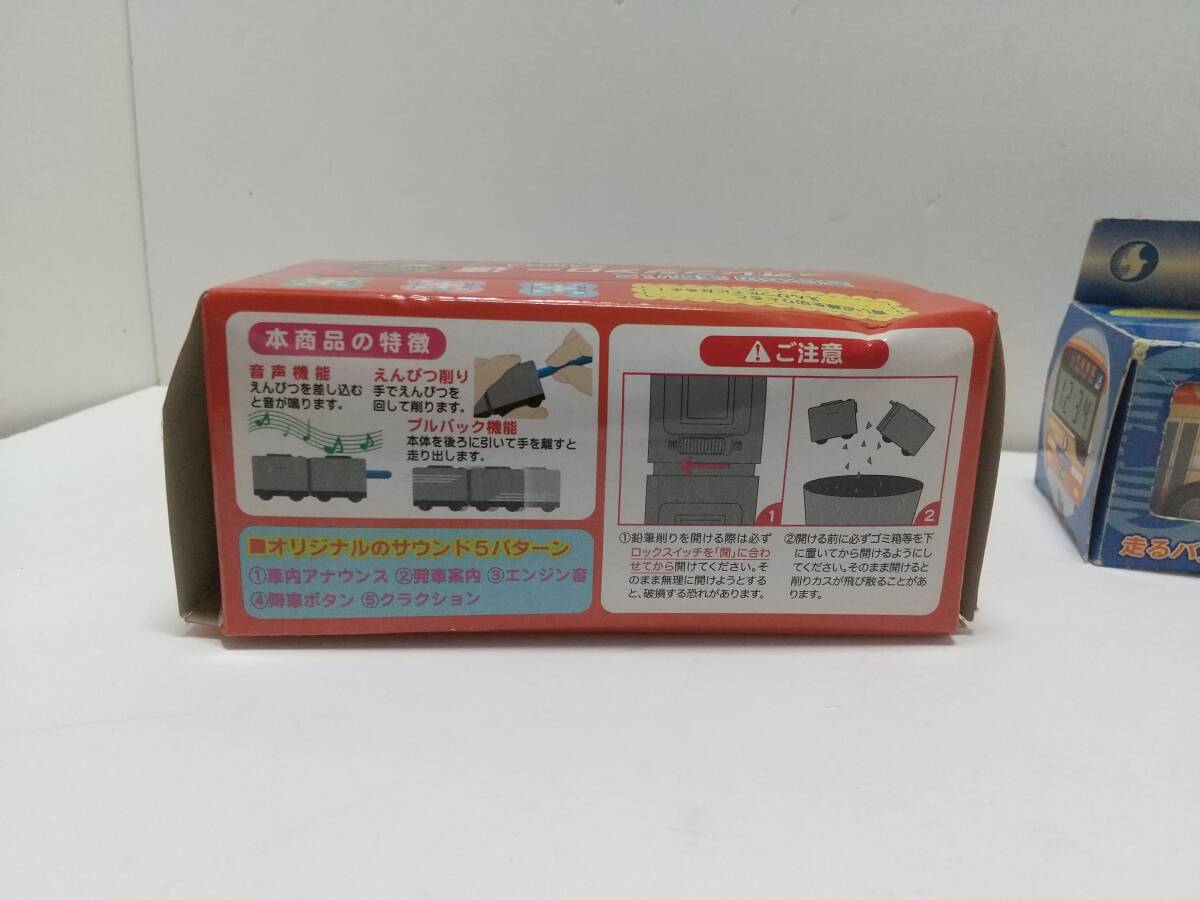 本商品の特徴
音声機能
えんぴつを差し込む
と音が鳴ります。
えんぴつ削り
手でえんぴつを
回して削ります。
プルバック機能
本体を後ろに引いて手を離すと
走り出します。
■オリジナルのサウンド5パターン
①車内アナウンス ②発車案内 ③エンジン音
④降車ボタン ⑤クラクション
ご注意
1
2
①鉛筆削りを開ける際は必ず
ロックスイッチを「開」に合わ
せてから開けてください。そ
のまま無理に開けようとする
と、破損する恐れがあります。
②開ける前に必ずゴミ箱等を下
に置いてから開けるようにし
てください。そのまま開けると
削りカスが飛び散ることがあ
ります。
12:34
走るバ